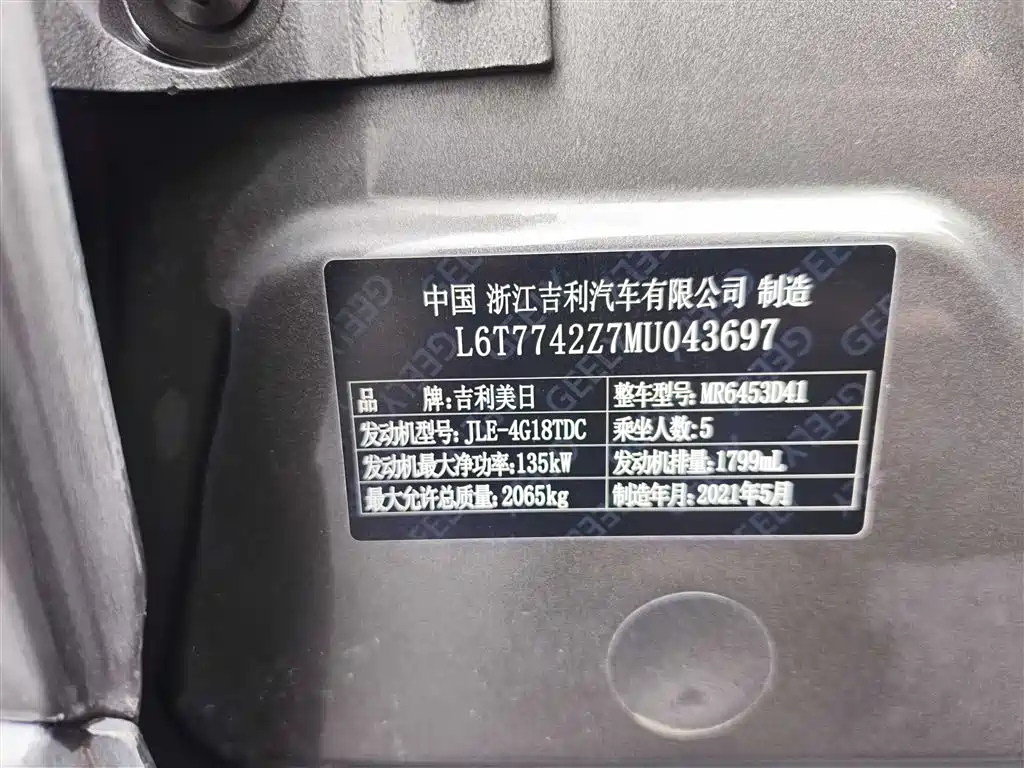 中国 浙江吉利汽车有限公司 制造
L6T7742Z7MU043697
品 牌:吉利美日 整车型号:MR6453D41
发动机型号:JLE-4G18TDC 乘坐人数:5
发动机最大净功率:135kW 发动机排量:1799mL
最大允许总质量:2065kg 制造年月:2021年5月